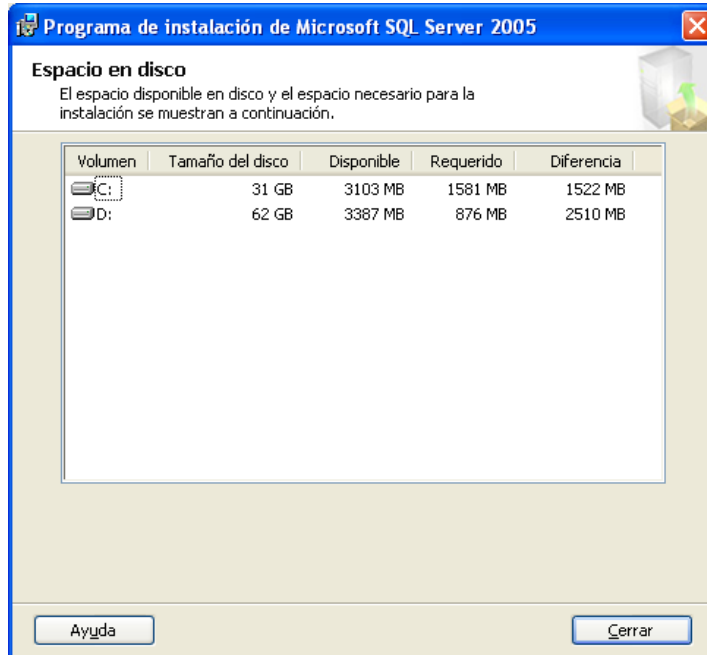 Programa de instalación de Microsoft SQL Server 2005
Espacio en disco
El espacio disponible en disco y el espacio necesario para la
instalación se muestran a continuación.
Volumen Tamaño del disco Disponible Requerido Diferencia
C: 31 GB 3103 MB 1581 MB 1522 MB
D: 62 GB 3387 MB 876 MB 2510 MB
Ayuda Cerrar